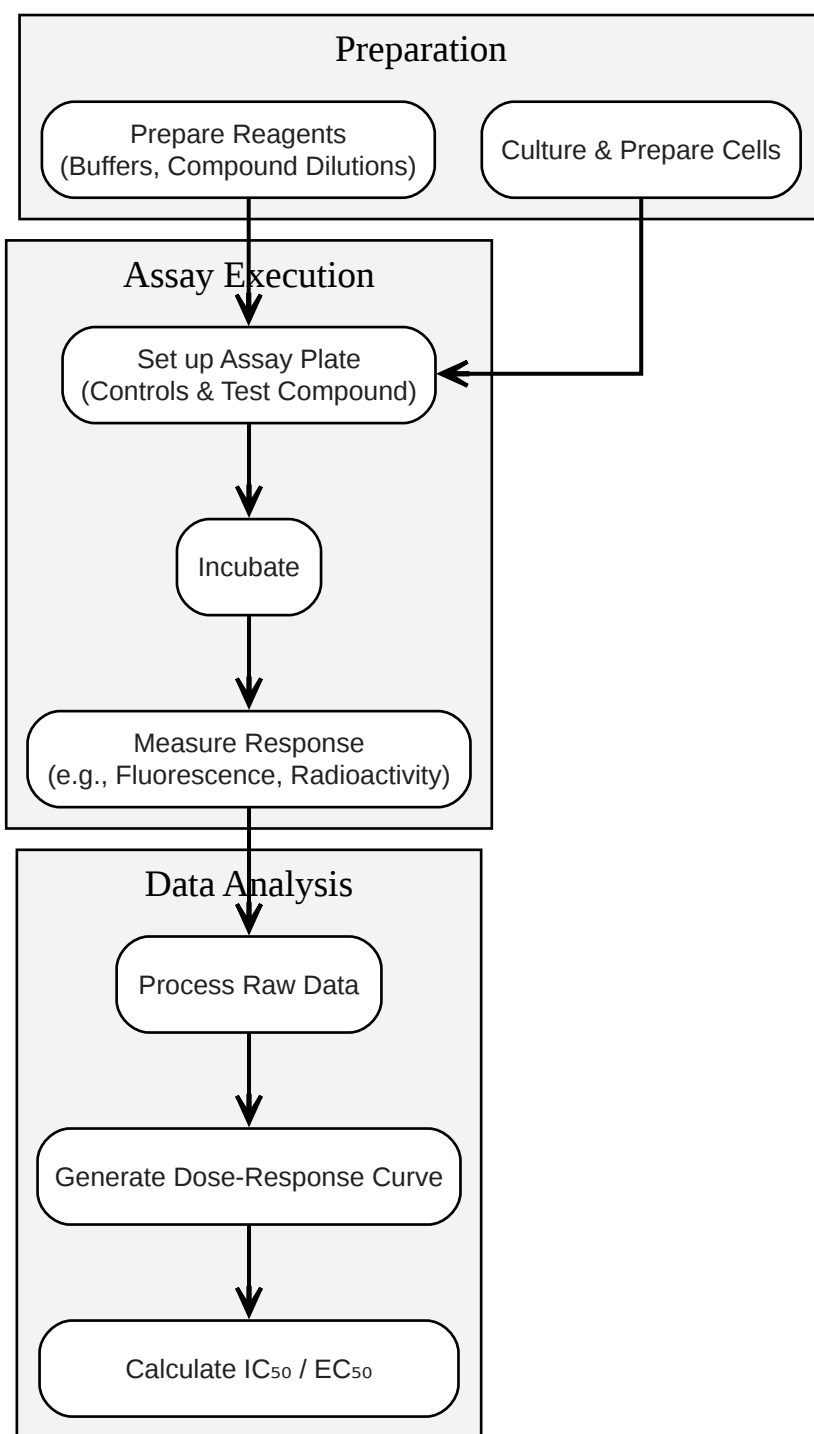 Preparation
Prepare Reagents
(Buffers, Compound Dilutions)
Culture & Prepare Cells
Assay Execution
Set up Assay Plate
(Controls & Test Compound)
Incubate
Measure Response
(e.g., Fluorescence, Radioactivity)
Data Analysis
Process Raw Data
Generate Dose-Response Curve
Calculate IC₅₀ / EC₅₀